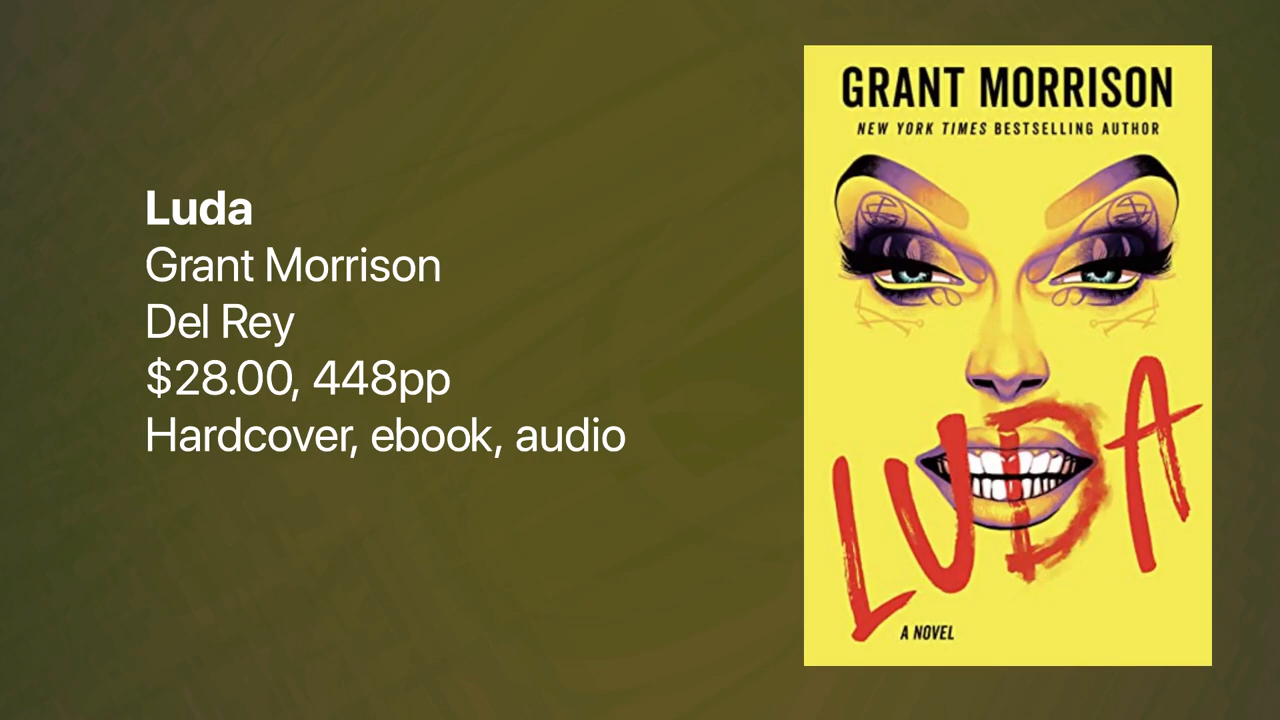 Luda
Grant Morrison
Del Rey
$28.00, 448pp
Hardcover, ebook, audio
GRANT MORRISON
NEW YORK TIMES BESTSELLING AUTHOR
LUDA
A NOVEL